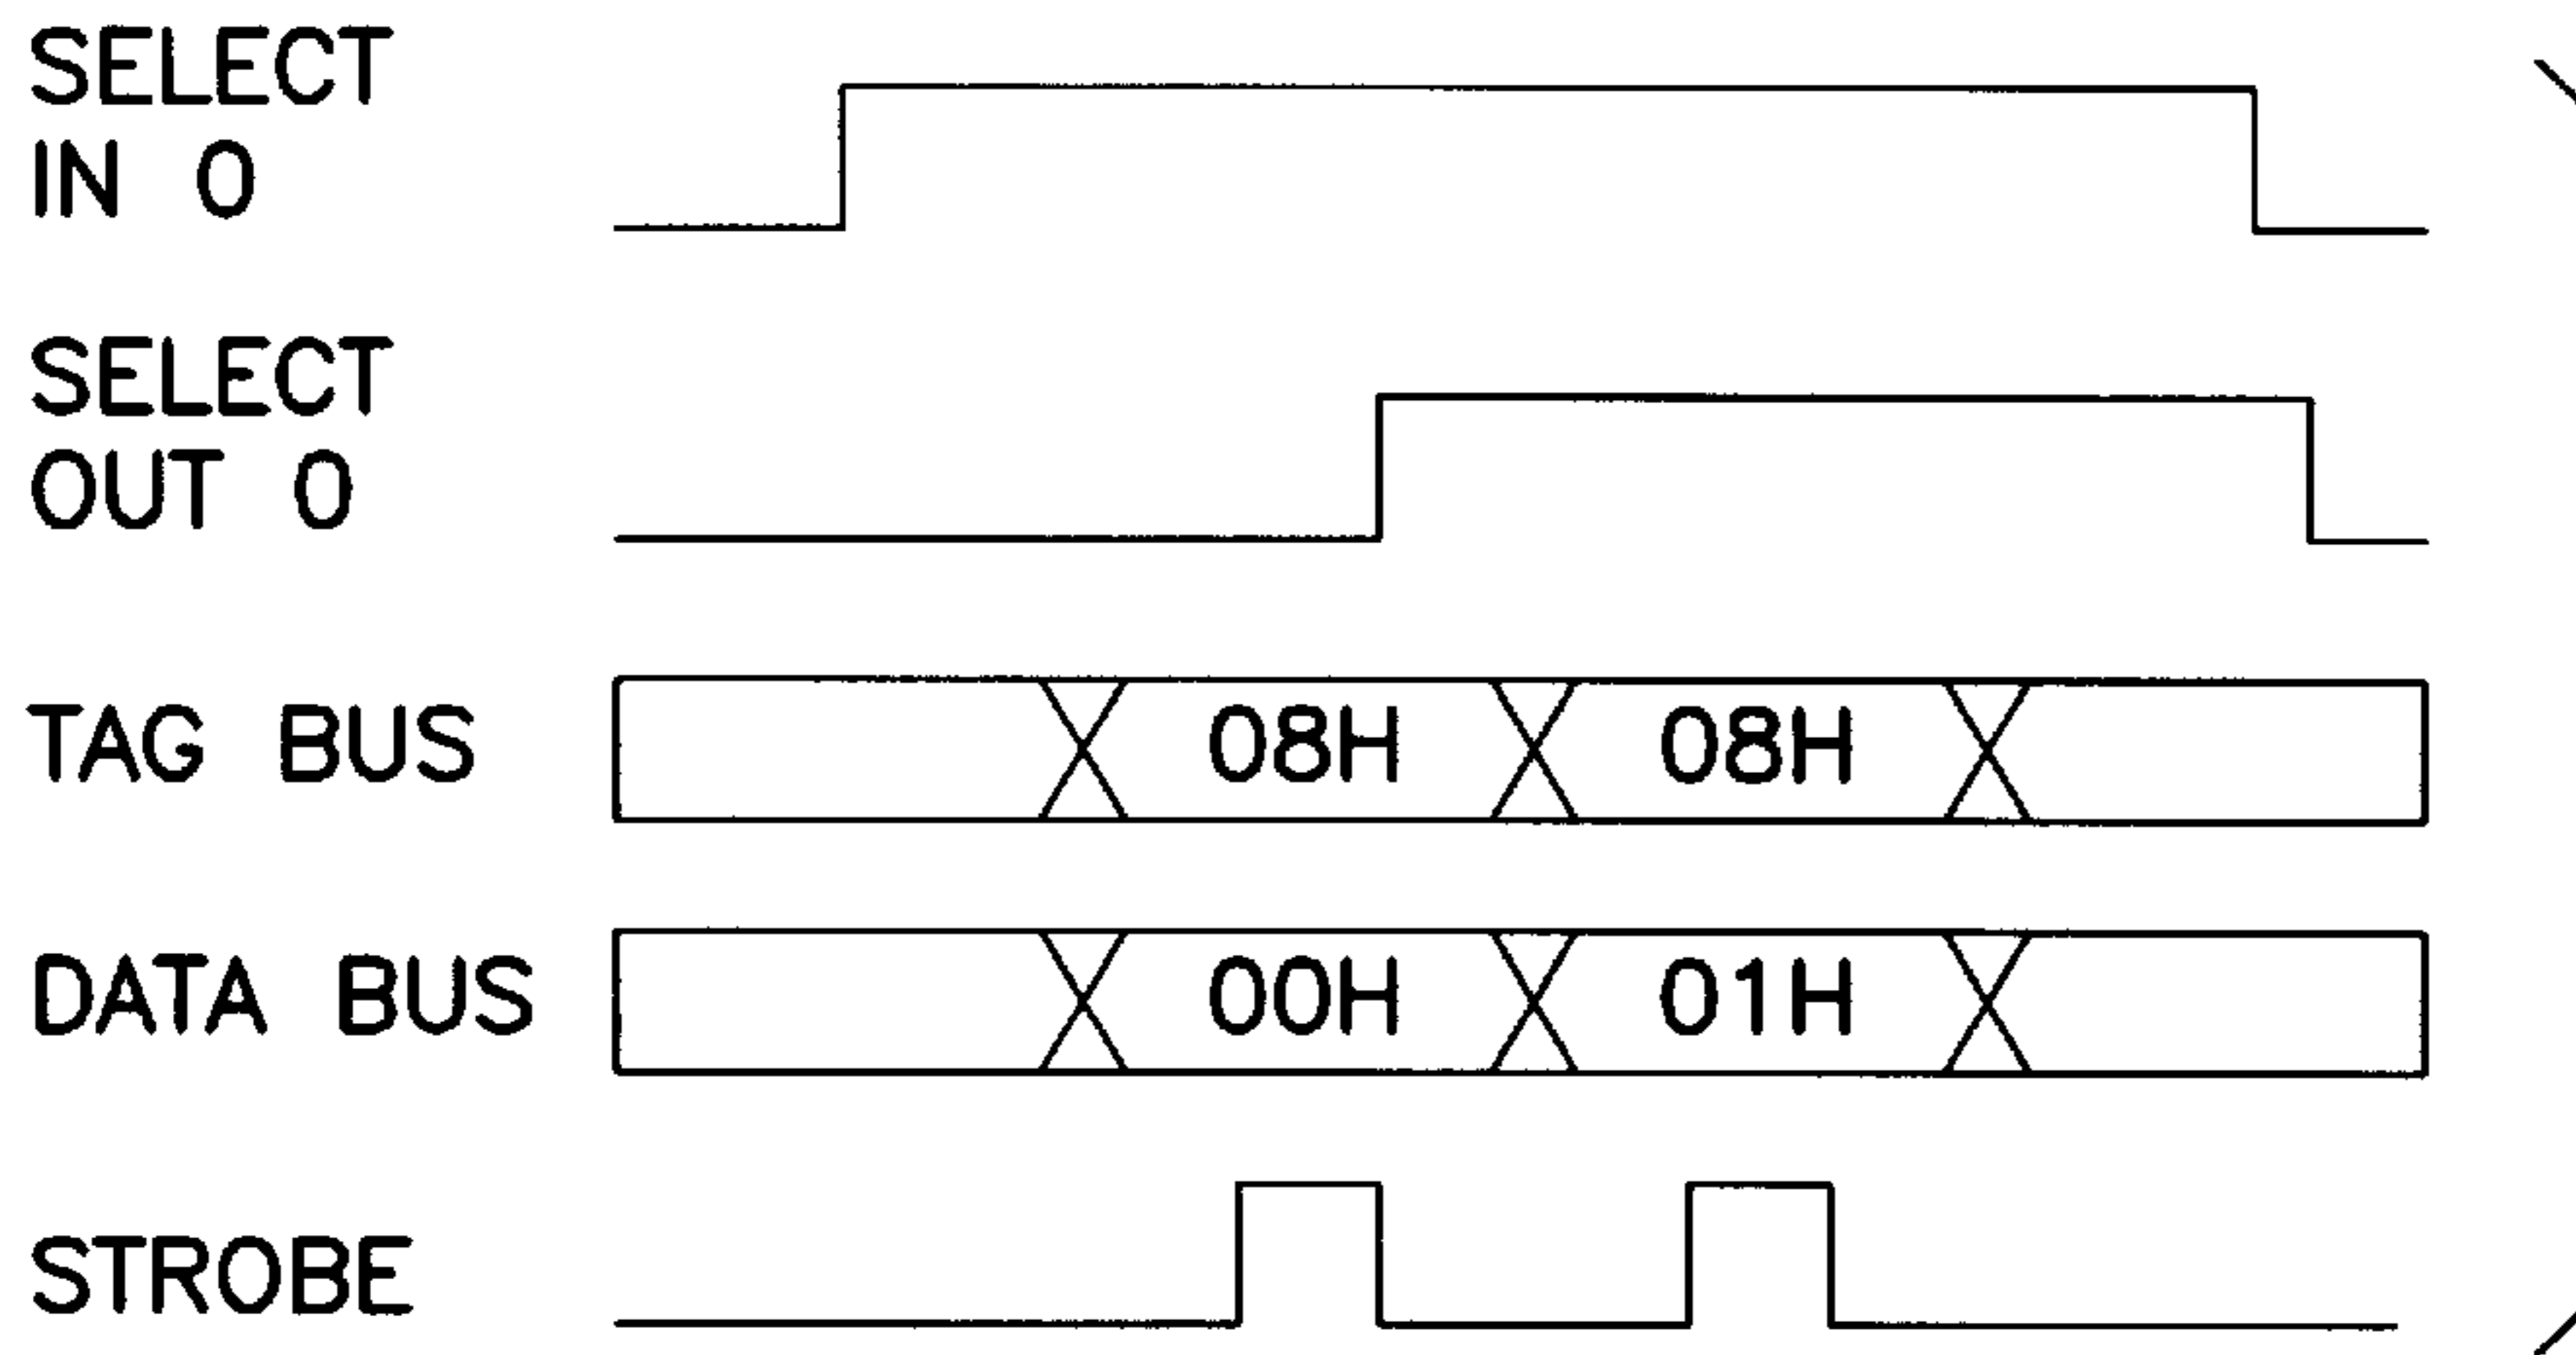 SELECT
IN 0
SELECT
OUT 0
TAG BUS 08H 08H
DATA BUS 00H 01H
STROBE